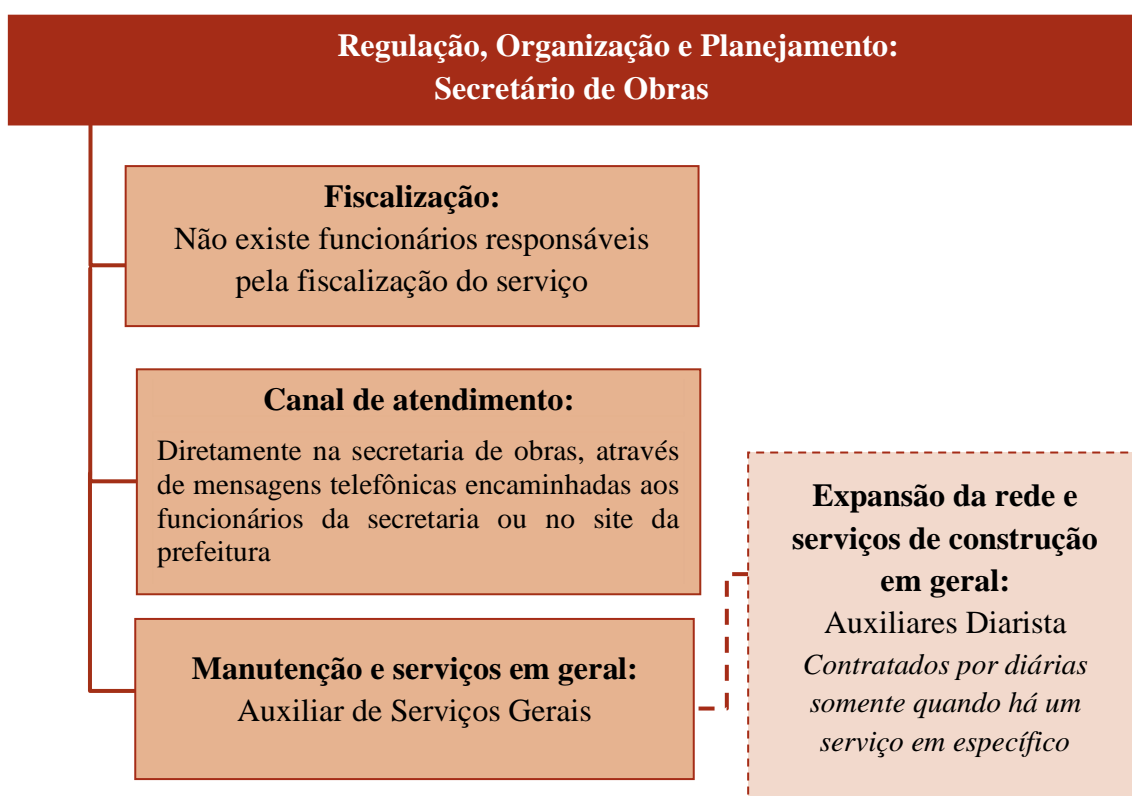 Regulação, Organização e Planejamento:
Secretário de Obras
Fiscalização:
Não existe funcionários responsáveis
pela fiscalização do serviço
Canal de atendimento:
Diretamente na secretaria de obras, através
de mensagens telefônicas encaminhadas aos
funcionários da secretaria ou no site da
prefeitura
Manutenção e serviços em geral:
Auxiliar de Serviços Gerais
Expansão da rede e
serviços de construção
em geral:
Auxiliares Diarista
Contratados por diárias
somente quando há um
serviço em específico